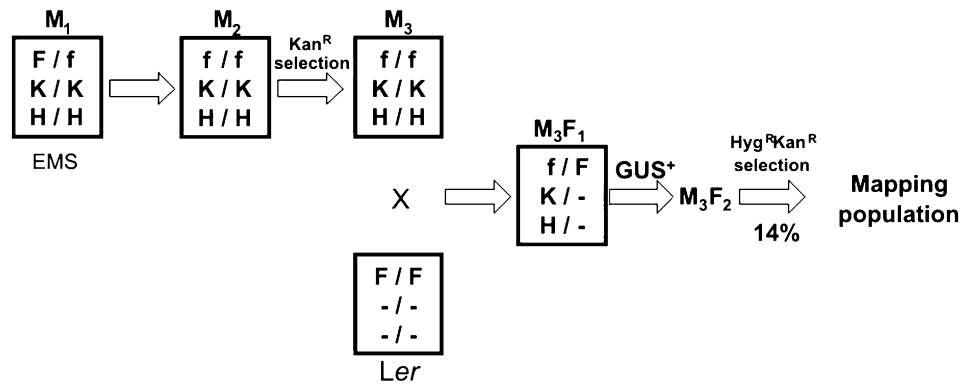 M1
F / f
K / K
H / H
EMS
M2
f / f
K / K
H / H
KanR
selection
M3
f / f
K / K
H / H
X
F / F
- / -
- / -
Ler
M3F1
f / F
K / -
H / -
GUS+
M3F2
HygRKanR
selection
14%
Mapping
population